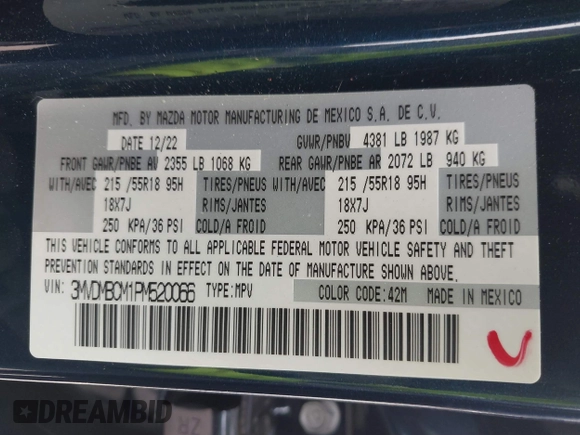 MFD. BY MAZDA MOTOR MANUFACTURING DE MEXICO S.A. DE C.V.
DATE 12/22 GVWR/PNBV 4381 LB 1987 KG
FRONT GAWR/PNBE AV 2355 LB 1068 KG REAR GAWR/PNBE AR 2072 LB 940 KG
WITH/AVEC 215 /55R18 95H TIRES/PNEUS WITH/AVEC 215 /55R18 95H TIRES/PNEUS
18X7J RIMS/JANTES 18X7J RIMS/JANTES
250 KPA/36 PSI COLD/A FROID 250 KPA/36 PSI COLD/A FROID
THIS VEHICLE CONFORMS TO ALL APPLICABLE FEDERAL MOTOR VEHICLE SAFETY AND THEFT
PREVENTION STANDARDS IN EFFECT ON THE DATE OF MANUFACTURE SHOWN ABOVE.
VIN: 3MVDMBCM1PM520066 TYPE:MPV COLOR CODE:42M MADE IN MEXICO
DREAMBID